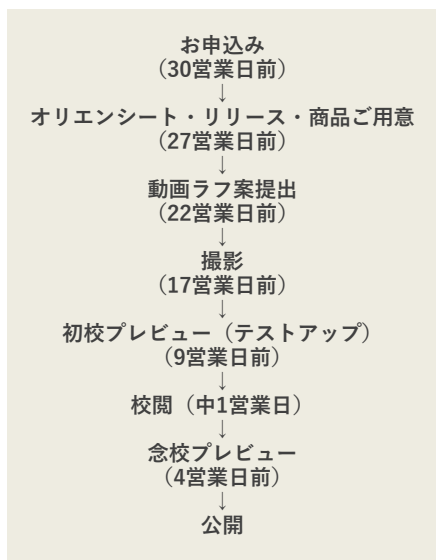 お申込み
（30営業日前）
↓
オリエンシート・リリース・商品ご用意
（27営業日前）
↓
動画ラフ案提出
（22営業日前）
↓
撮影
（17営業日前）
↓
初校プレビュー（テストアップ）
（9営業日前）
↓
校閲（中1営業日）
↓
念校プレビュー
（4営業日前）
↓
公開